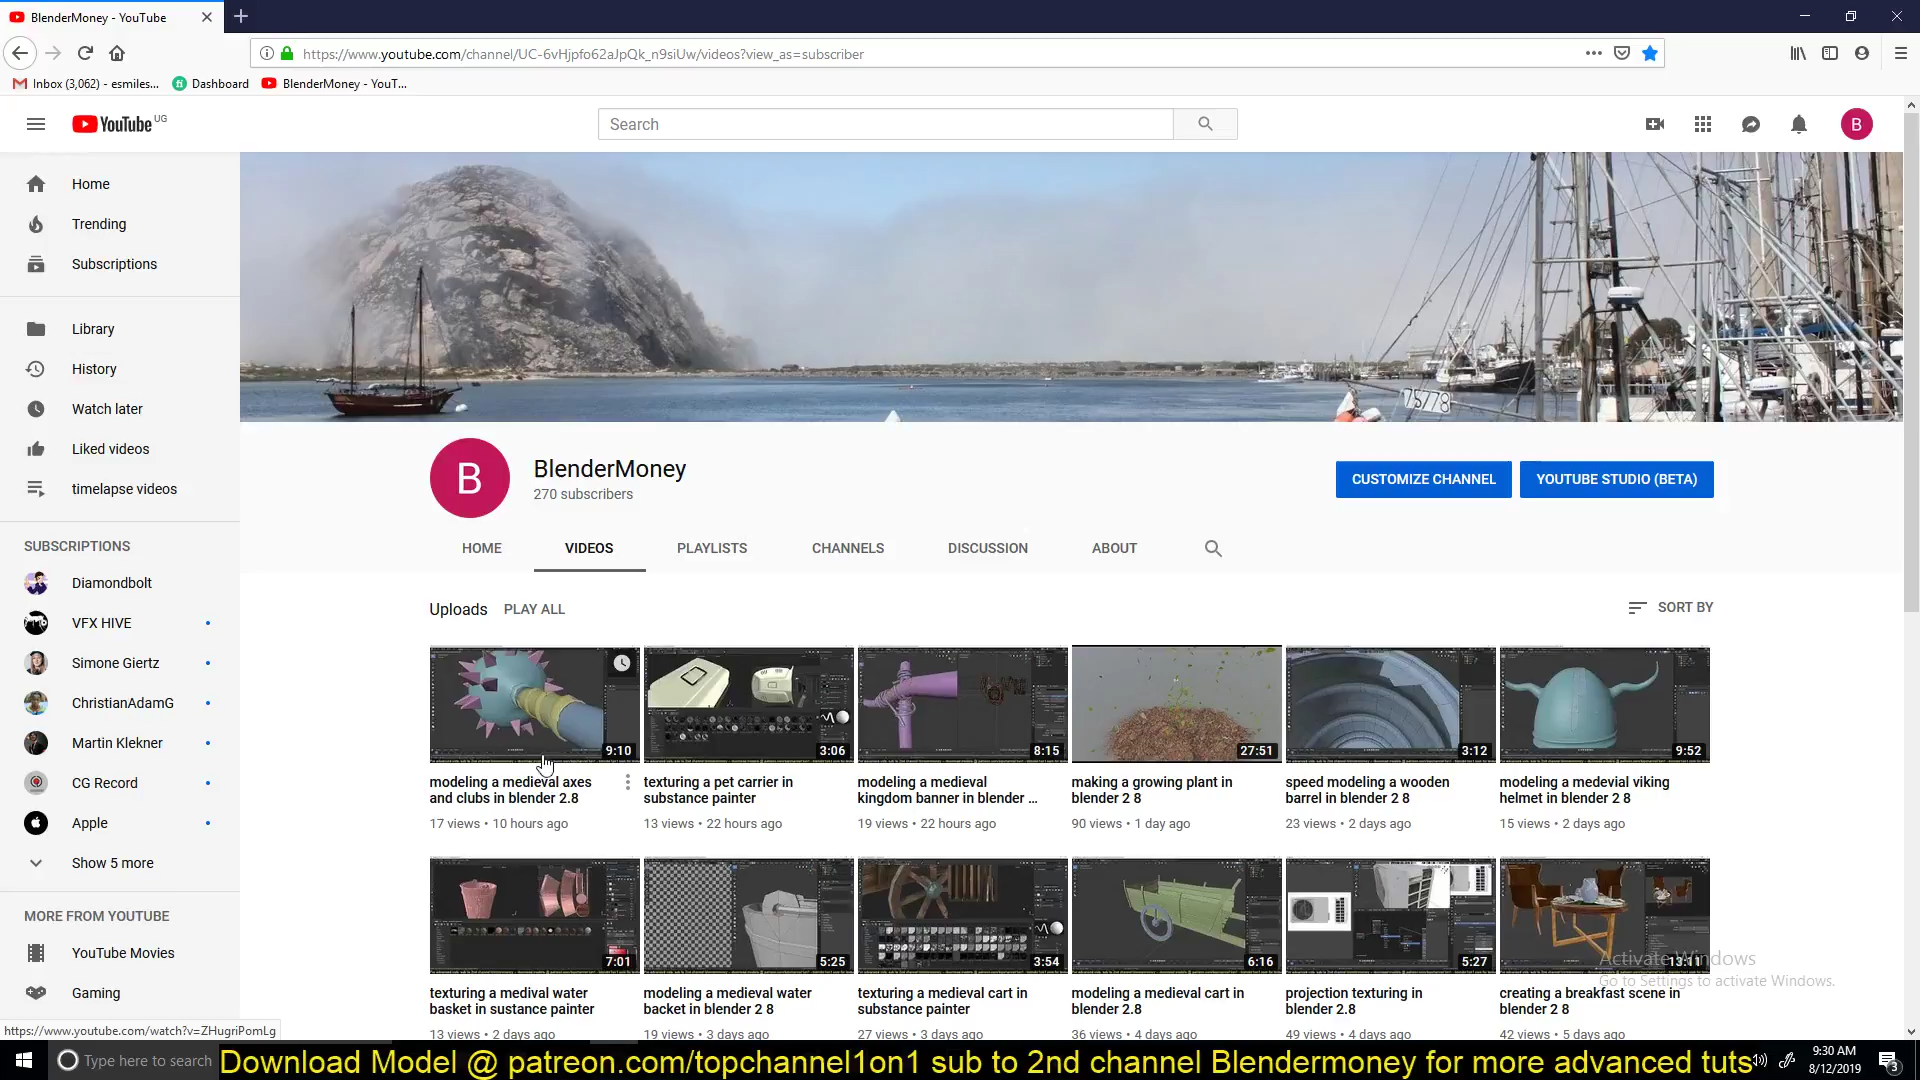 BlenderMoney - YouTube
https://www.youtube.com/channel/UC-6vHjpfo62aJpQk_n9siUw/videos?view_as=subscriber
Inbox (3,062) - esmiles... Dashboard BlenderMoney - YouT...
YouTube UG
Search
B
Home
Trending
Subscriptions
Library
History
Watch later
Liked videos
timelapse videos
SUBSCRIPTIONS
Diamondbolt
VFX HIVE
Simone Giertz
ChristianAdamG
Martin Klekner
CG Record
Apple
Show 5 more
MORE FROM YOUTUBE
YouTube Movies
Gaming
75778
B
BlenderMoney
270 subscribers
CUSTOMIZE CHANNEL YOUTUBE STUDIO (BETA)
HOME VIDEOS PLAYLISTS CHANNELS DISCUSSION ABOUT
Uploads PLAY ALL SORT BY
9:10 3:06 8:15 27:51 3:12 9:52
modeling a medieval axes
and clubs in blender 2.8
17 views • 10 hours ago
texturing a pet carrier in
substance painter
13 views • 22 hours ago
modeling a medieval
kingdom banner in blender ...
19 views • 22 hours ago
making a growing plant in
blender 2 8
90 views • 1 day ago
speed modeling a wooden
barrel in blender 2 8
23 views • 2 days ago
modeling a medevial viking
helmet in blender 2 8
15 views • 2 days ago
7:01 5:25 3:54 6:16 5:27 13:11
texturing a medival water
basket in sustance painter
13 views • 2 days ago
modeling a medieval water
backet in blender 2 8
19 views • 3 days ago
texturing a medieval cart in
substance painter
27 views • 3 days ago
modeling a medieval cart in
blender 2.8
36 views • 4 days ago
projection texturing in
blender 2.8
49 views • 4 days ago
creating a breakfast scene in
blender 2 8
42 views • 5 days ago
Activate Windows
Go to Settings to activate Windows.
https://www.youtube.com/watch?v=ZHugriPomLg
Type here to search
Download Model @ patreon.com/topchannel1on1 sub to 2nd channel Blendermoney for more advanced tuts
9:30 AM
8/12/2019
3